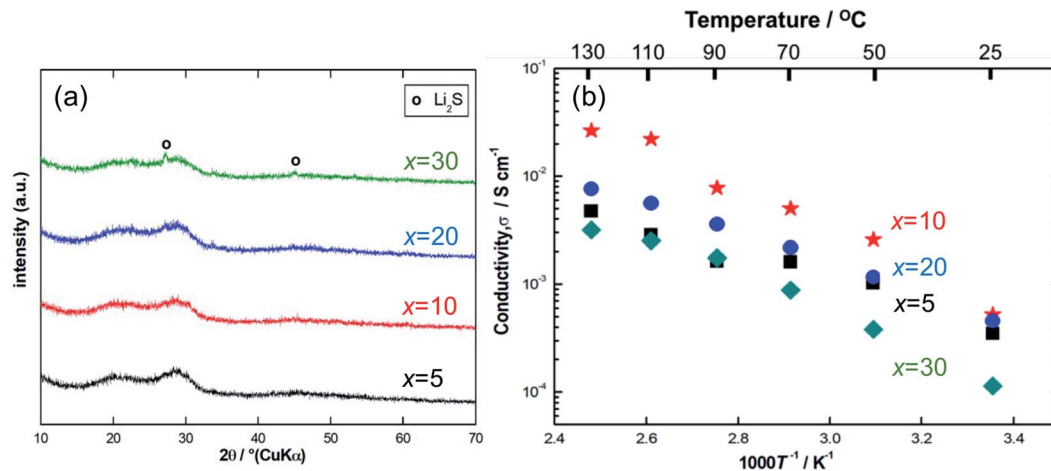 (a)
o Li₂S
o
o
x=30
x=20
x=10
x=5
intensity (a.u.)
10 20 30 40 50 60 70
2θ / °(CuKα)
Temperature / ᴼC
130 110 90 70 50 25
(b)
10⁻¹
10⁻²
10⁻³
10⁻⁴
Conductivity,σ / S cm⁻¹
x=10
x=20
x=5
x=30
2.4 2.6 2.8 3.0 3.2 3.4
1000T⁻¹ / K⁻¹